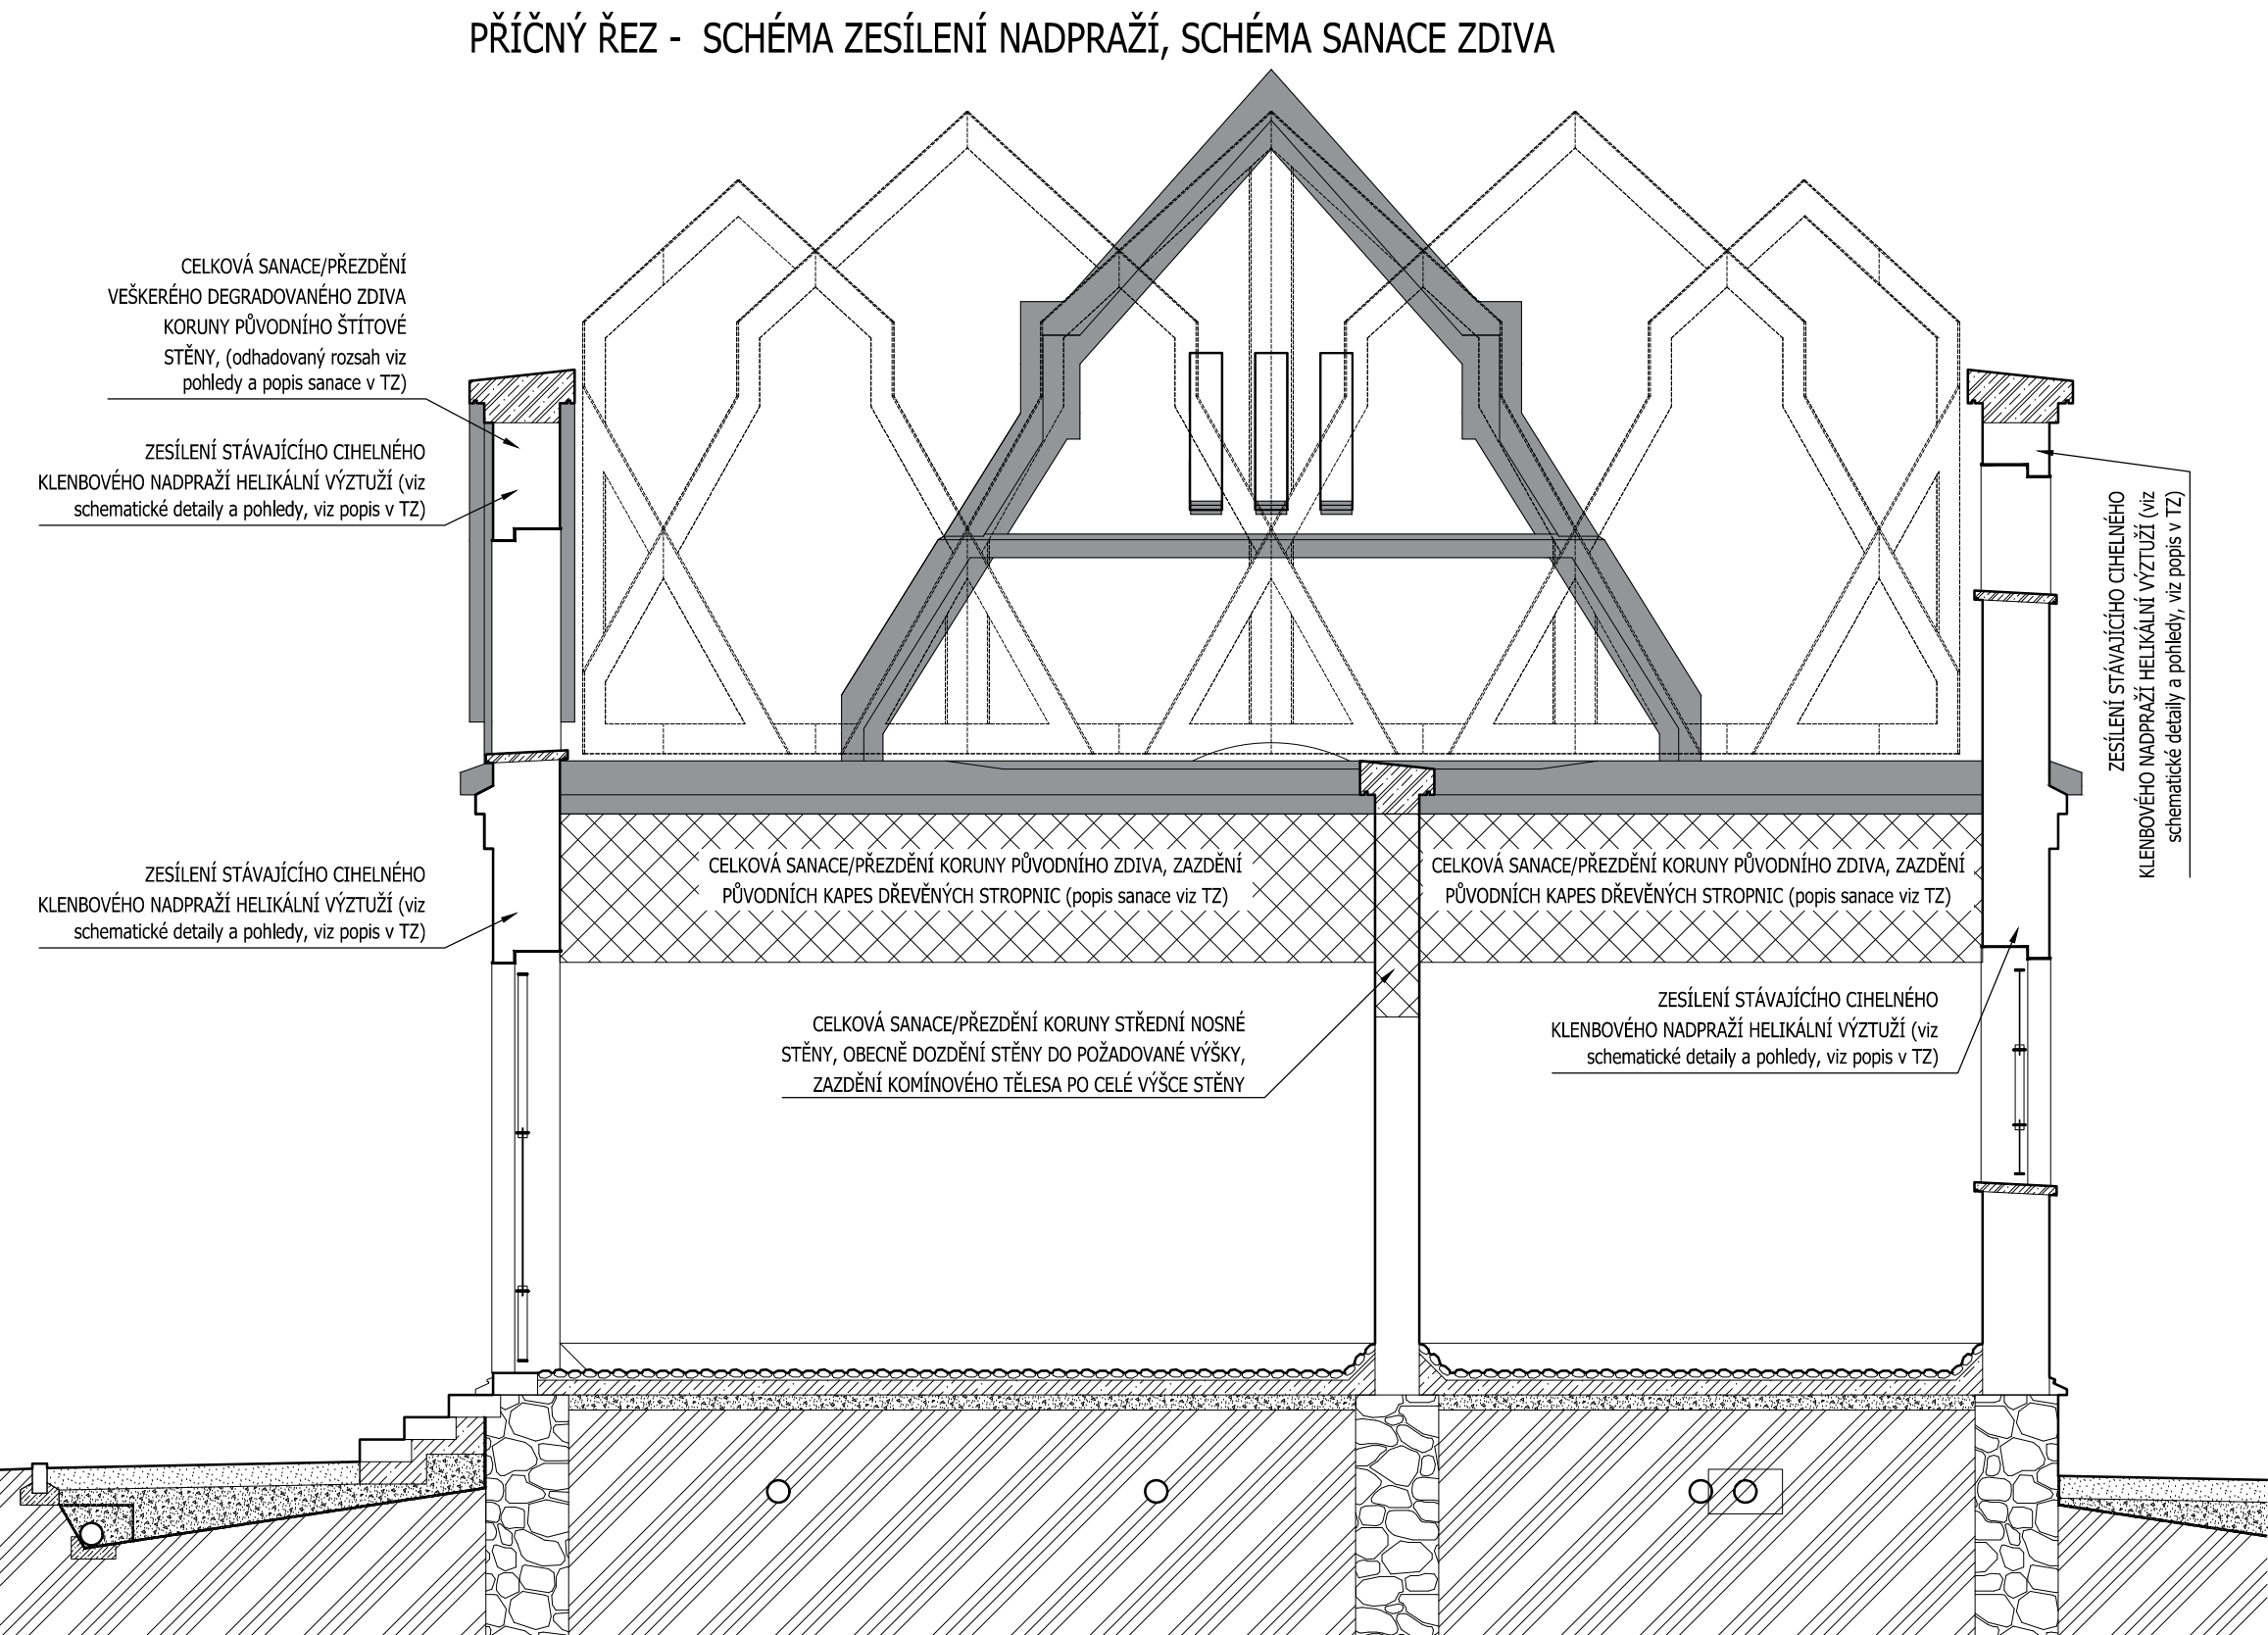 PŘÍČNÝ ŘEZ - SCHÉMA ZESÍLENÍ NADPRAŽÍ, SCHÉMA SANACE ZDIVA
CELKOVÁ SANACE/PŘEZDĚNÍ
VEŠKERÉHO DEGRADOVANÉHO ZDIVA
KORUNY PŮVODNÍHO ŠTÍTOVÉ
STĚNY, (odhadovaný rozsah viz
pohledy a popis sanace v TZ)
ZESÍLENÍ STÁVAJÍCÍHO CIHELNÉHO
KLENBOVÉHO NADPRAŽÍ HELIKÁLNÍ VÝZTUŽÍ (viz
schematické detaily a pohledy, viz popis v TZ)
ZESÍLENÍ STÁVAJÍCÍHO CIHELNÉHO
KLENBOVÉHO NADPRAŽÍ HELIKÁLNÍ VÝZTUŽÍ (viz
schematické detaily a pohledy, viz popis v TZ)
ZESÍLENÍ STÁVAJÍCÍHO CIHELNÉHO
KLENBOVÉHO NADPRAŽÍ HELIKÁLNÍ VÝZTUŽÍ (viz
schematické detaily a pohledy, viz popis v TZ)
CELKOVÁ SANACE/PŘEZDĚNÍ KORUNY PŮVODNÍHO ZDIVA, ZAZDĚNÍ
PŮVODNÍCH KAPES DŘEVĚNÝCH STROPNIC (popis sanace viz TZ)
CELKOVÁ SANACE/PŘEZDĚNÍ KORUNY PŮVODNÍHO ZDIVA, ZAZDĚNÍ
PŮVODNÍCH KAPES DŘEVĚNÝCH STROPNIC (popis sanace viz TZ)
CELKOVÁ SANACE/PŘEZDĚNÍ KORUNY STŘEDNÍ NOSNÉ
STĚNY, OBECNĚ DOZDĚNÍ STĚNY DO POŽADOVANÉ VÝŠKY,
ZAZDĚNÍ KOMÍNOVÉHO TĚLESA PO CELÉ VÝŠCE STĚNY
ZESÍLENÍ STÁVAJÍCÍHO CIHELNÉHO
KLENBOVÉHO NADPRAŽÍ HELIKÁLNÍ VÝZTUŽÍ (viz
schematické detaily a pohledy, viz popis v TZ)